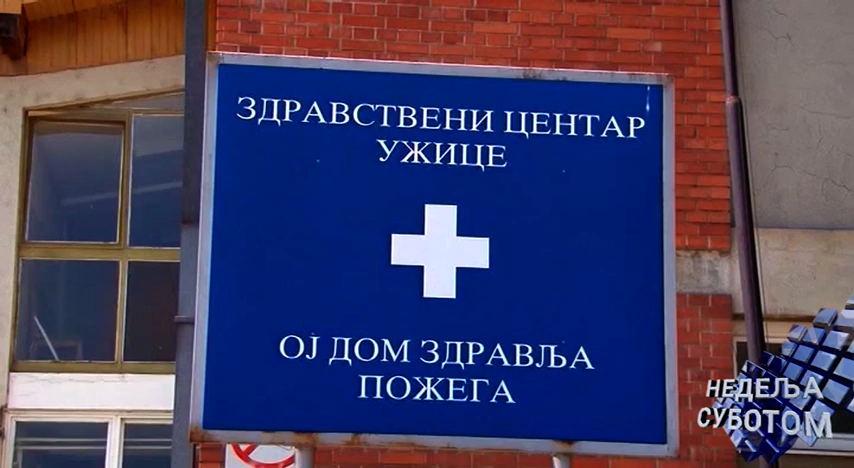 ЗДРАВСТВЕНИ ЦЕНТАР
УЖИЦЕ
ОЈ ДОМ ЗДРАВЉА
ПОЖЕГА
НЕДЕЉА
СУБОТОМ